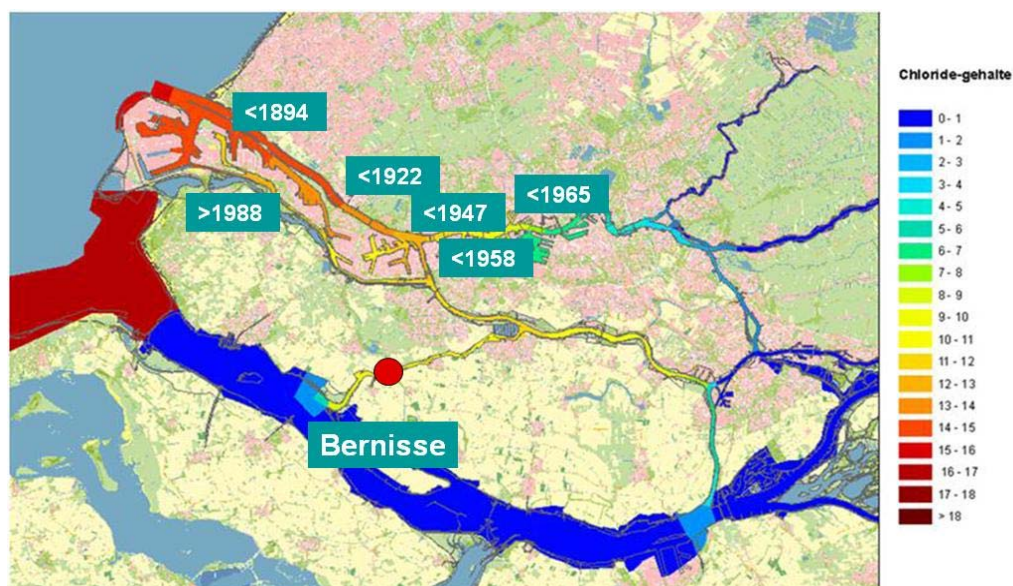 <1894
<1922
<1965
<1947
>1988
<1958
Bernisse
Chloride-gehalte
0 - 1
1 - 2
2 - 3
3 - 4
4 - 5
5 - 6
6 - 7
7 - 8
8 - 9
9 - 10
10 - 11
11 - 12
12 - 13
13 - 14
14 - 15
15 - 16
16 - 17
17 - 18
> 18